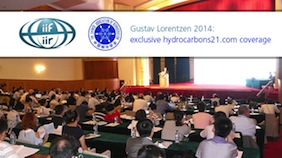 iif
iir
Gustav Lorentzen 2014:
exclusive hydrocarbons21.com coverage